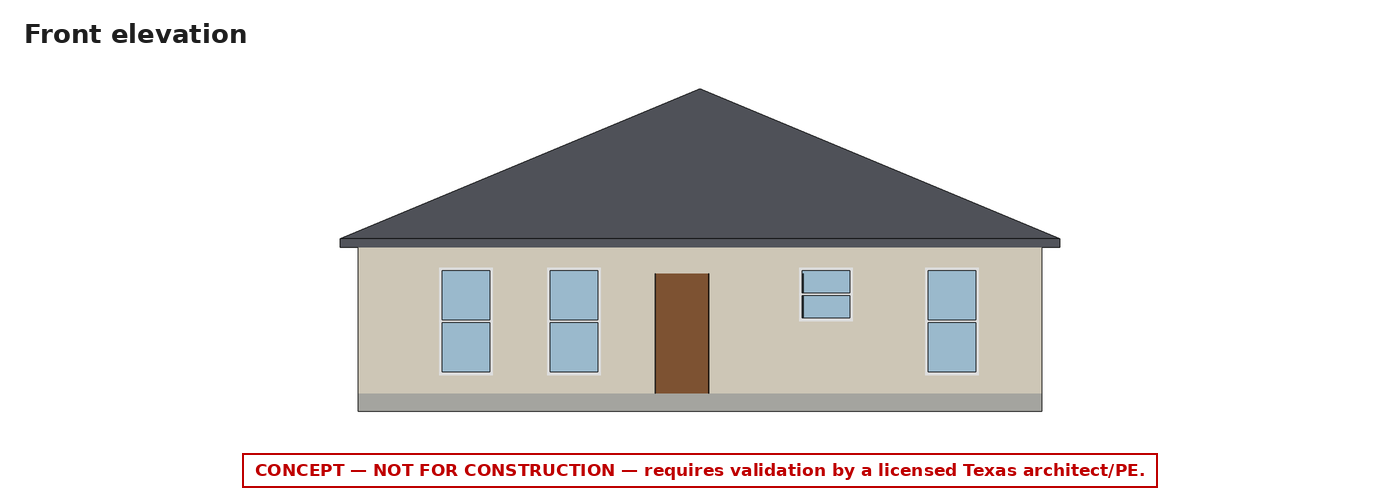 Front elevation
CONCEPT — NOT FOR CONSTRUCTION — requires validation by a licensed Texas architect/PE.